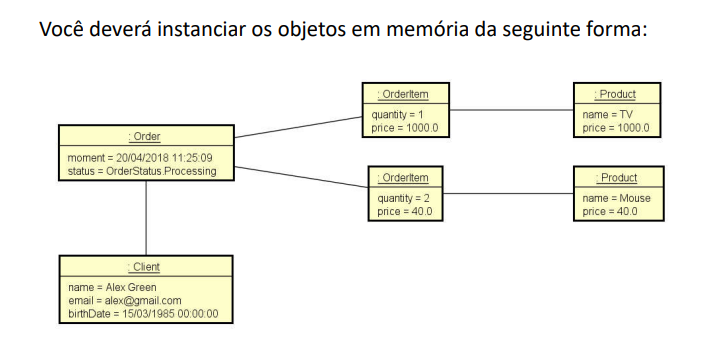 Você deverá instanciar os objetos em memória da seguinte forma:
: Order
moment = 20/04/2018 11:25:09
status = OrderStatus.Processing
: OrderItem
quantity = 1
price = 1000.0
: Product
name = TV
price = 1000.0
: OrderItem
quantity = 2
price = 40.0
: Product
name = Mouse
price = 40.0
: Client
name = Alex Green
email = alex@gmail.com
birthDate = 15/03/1985 00:00:00